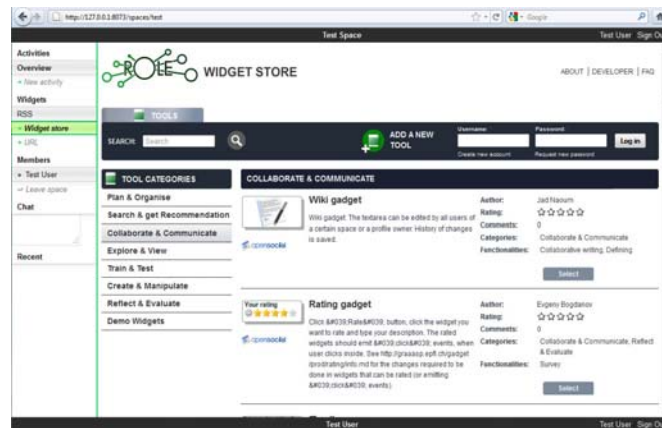 http://127.0.0.1:8073/spaces/test
Google
Test Space
Test User Sign Ou
Activities
Overview
+ New activity
Widgets
RSS
Widget store
+ URL
Members
Test User
Leave space
Chat
Recent
ROLE WIDGET STORE
ABOUT | DEVELOPER | FAQ
TOOLS
SEARCH: Search
ADD A NEW TOOL
Username:
Password:
Log in
Create new account
Request new password
TOOL CATEGORIES
Plan & Organise
Search & get Recommendation
Collaborate & Communicate
Explore & View
Train & Test
Create & Manipulate
Reflect & Evaluate
Demo Widgets
COLLABORATE & COMMUNICATE
Wiki gadget
Wiki gadget. The textarea can be edited by all users of
a certain space or a profile owner. History of changes
is saved.
opensocial
Author: Jad Naoum
Rating:
Comments: 0
Categories: Collaborate & Communicate
Functionalities: Collaborative writing, Defining
Select
Your rating
opensocial
Rating gadget
Click &#039;Rate&#039; button, click the widget you
want to rate and type your description. The rated
widgets should emit &#039;click&#039; events, when
user clicks inside. See http://graaasp.epfl.ch/gadget
/prod/rating/info.md for the changes required to be
done in widgets that can be rated (or emitting
&#039;click&#039; events).
Author: Evgeny Bogdanov
Rating:
Comments: 0
Categories: Collaborate & Communicate, Reflect
& Evaluate
Functionalities: Survey
Select
Test User
Test User Sign Ou